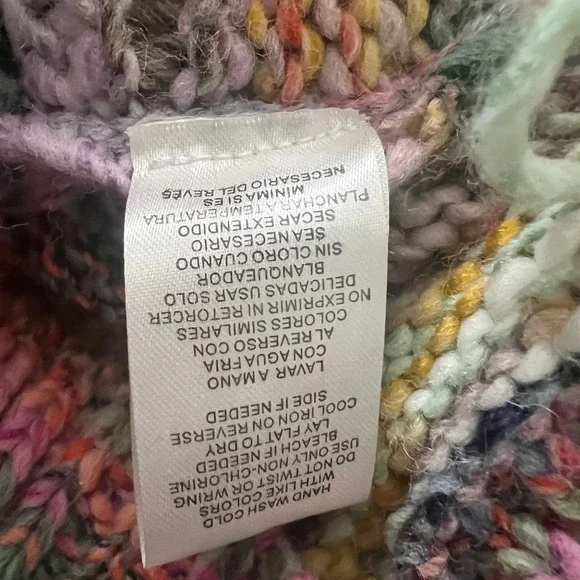 HAND WASH COLD
WITH LIKE COLORS
DO NOT TWIST OR WRING
USE ONLY NON-CHLORINE
BLEACH IF NEEDED
LAY FLAT TO DRY
COOL IRON ON REVERSE
SIDE IF NEEDED
LAVAR A MANO
CON AGUA FRIA
AL REVERSO CON
COLORES SIMILARES
NO EXPRIMIR NI RETORCER
DELICADAS USAR SOLO
BLANQUEADOR
SIN CLORO CUANDO
SEA NECESARIO
SECAR EXTENDIDO
PLANCHAR A TEMPERATURA
MINIMA SI ES
NECESARIO DEL REVÉS